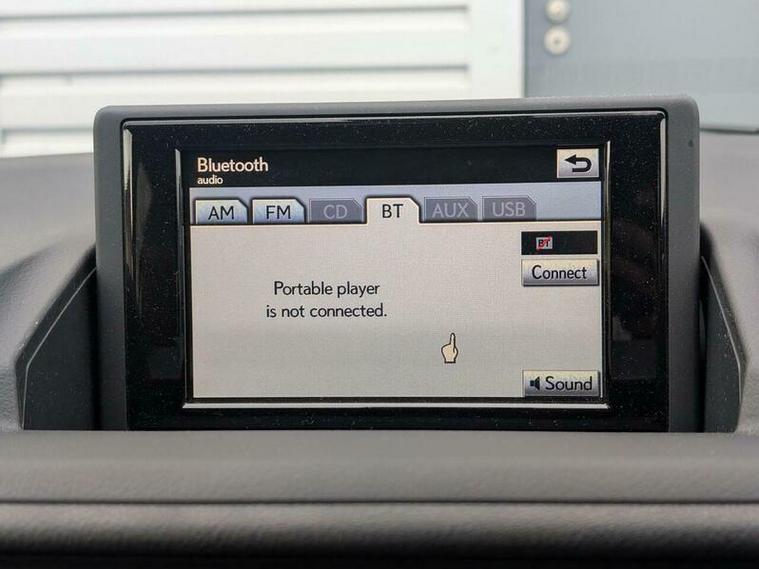 Bluetooth
audio
AM FM CD BT AUX USB
BT
Connect
Portable player
is not connected.
Sound